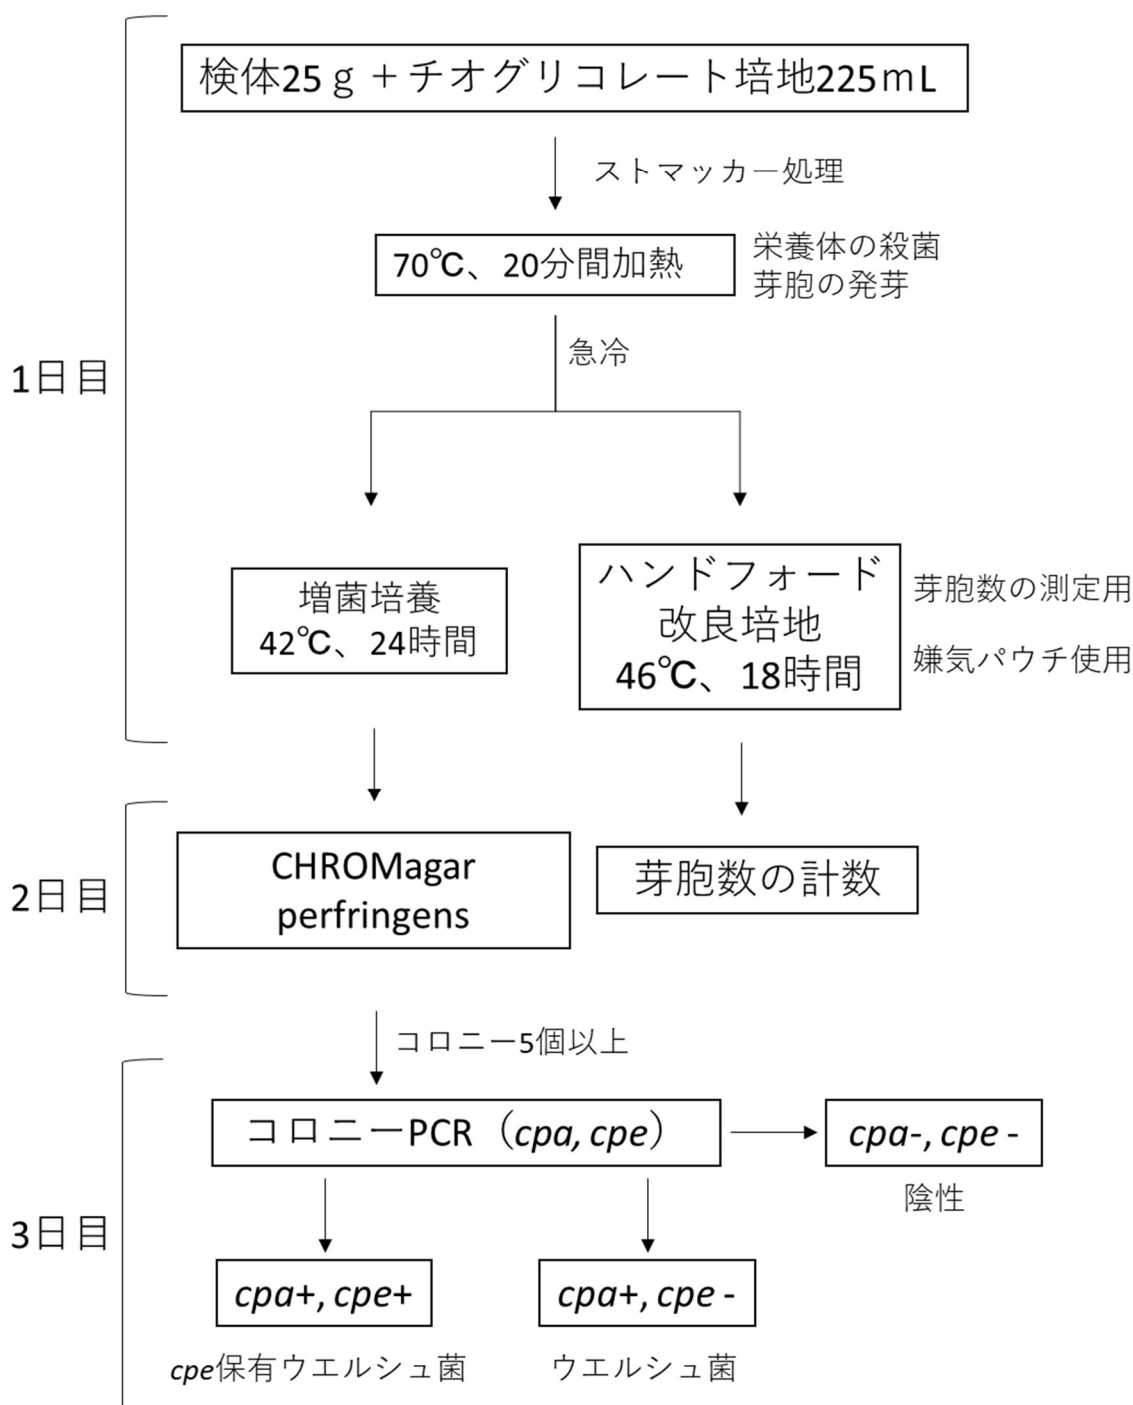 検体25ｇ＋チオグリコレート培地225ｍL
ストマッカー処理
70℃、20分間加熱
栄養体の殺菌
芽胞の発芽
急冷
1日目
増菌培養
42℃、24時間
ハンドフォード
改良培地
46℃、18時間
芽胞数の測定用
嫌気パウチ使用
2日目
CHROMagar
perfringens
芽胞数の計数
コロニー5個以上
コロニーPCR（cpa, cpe）
cpa-, cpe -
陰性
3日目
cpa+, cpe+
cpa+, cpe -
cpe保有ウエルシュ菌
ウエルシュ菌